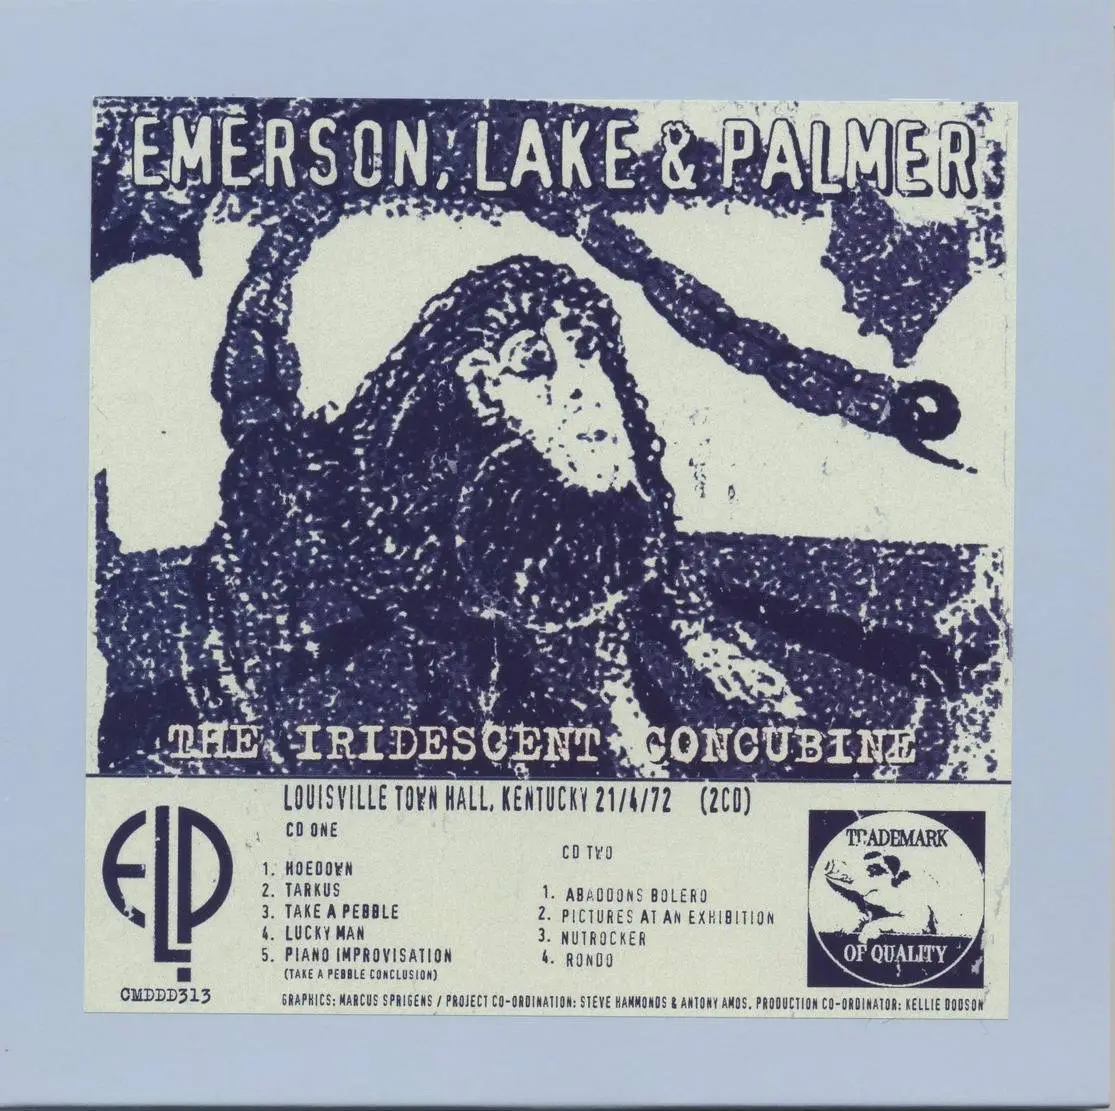 EMERSON, LAKE & PALMER
THE IRIDESCENT CONCUBINE
LOUISVILLE TOWN HALL, KENTUCKY 21/4/72 (2CD)
CD ONE
1. HOEDOWN
2. TARKUS
3. TAKE A PEBBLE
4. LUCKY MAN
5. PIANO IMPROVISATION
(TAKE A PEBBLE CONCLUSION)
CD TWO
1. ABADDONS BOLERO
2. PICTURES AT AN EXHIBITION
3. NUTROCKER
4. RONDO
ELP
CMDDD313
TRADEMARK
OF QUALITY
GRAPHICS: MARCUS SPRIGENS / PROJECT CO-ORDINATION: STEVE HAMMONDS & ANTONY AMOS. PRODUCTION CO-ORDINATOR: KELLIE DODSON